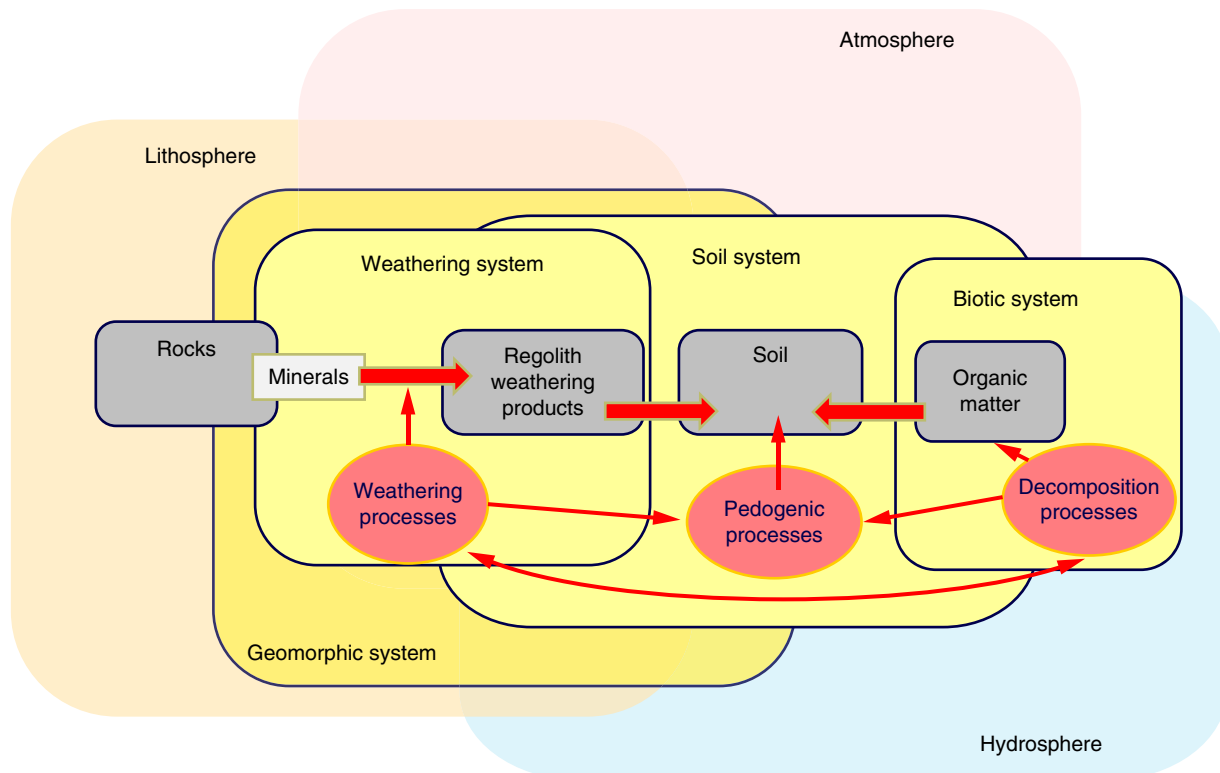 Atmosphere
Lithosphere
Weathering system
Soil system
Biotic system
Rocks
Minerals
Regolith
weathering
products
Soil
Organic
matter
Weathering
processes
Pedogenic
processes
Decomposition
processes
Geomorphic system
Hydrosphere